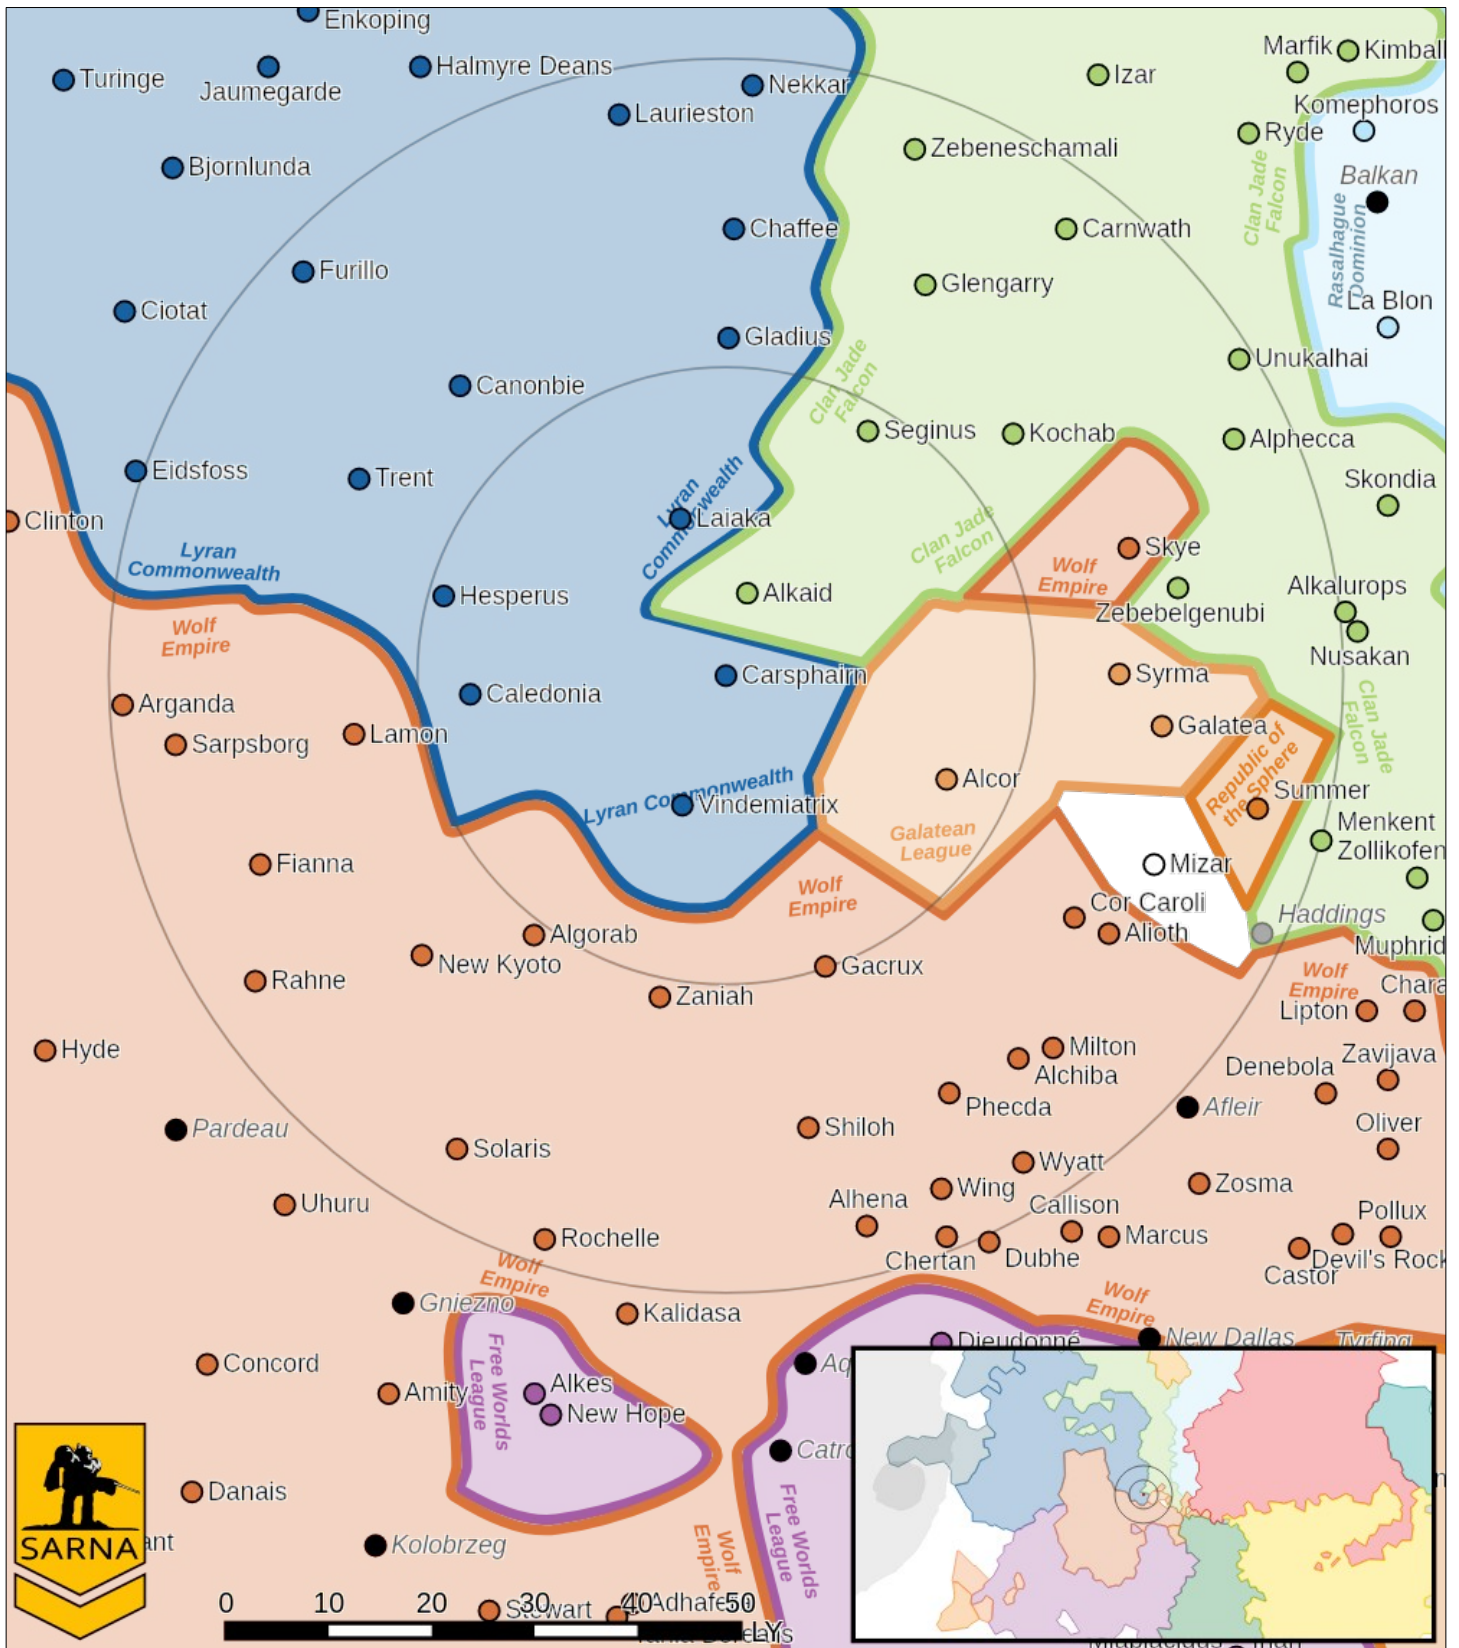 Enkoping
Turinge
Jaumegarde
Halmyre Deans
Nekkar
Laurieston
Izar
Marfik
Kimball
Komephoros
Ryde
Zebeneschamali
Bjornlunda
Balkan
Clan Jade
Falcon
Rasalhague
Dominion
Chaffee
Carnwath
Furillo
Glengarry
Ciotat
La Blon
Gladius
Unukalhai
Clan Jade
Falcon
Canonbie
Seginus
Kochab
Alphecca
Eidsfoss
Trent
Skondia
Lyran
Commonwealth
Laiaka
Clinton
Clan Jade
Falcon
Skye
Lyran
Commonwealth
Wolf
Empire
Hesperus
Alkaid
Zebebelgenubi
Alkalurops
Nusakan
Wolf
Empire
Carsphairn
Syrma
Caledonia
Clan Jade
Falcon
Arganda
Sarpsborg
Lamon
Galatea
Republic of
the Sphere
Alcor
Summer
Lyran Commonwealth
Vindemiatrix
Galatean
League
Menkent
Zollikofen
Fianna
Mizar
Wolf
Empire
Cor Caroli
Alioth
Haddings
Muphrid
Algorab
New Kyoto
Gacrux
Rahne
Zaniah
Wolf
Empire
Chara
Lipton
Hyde
Milton
Alchiba
Zavijava
Denebola
Phecda
Afleir
Pardeau
Shiloh
Oliver
Solaris
Wyatt
Wing
Zosma
Uhuru
Alhena
Callison
Pollux
Rochelle
Chertan
Dubhe
Marcus
Devil's Rock
Castor
Wolf
Empire
Gniezno
Kalidasa
Wolf
Empire
Dieudonné
New Dallas
Tyrfing
Free Worlds
League
Concord
Amity
Alkes
New Hope
Danais
Free Worlds
League
Kolobrzeg
Wolf
Empire
SARNA
Stewart
0 10 20 30 40 50
LY